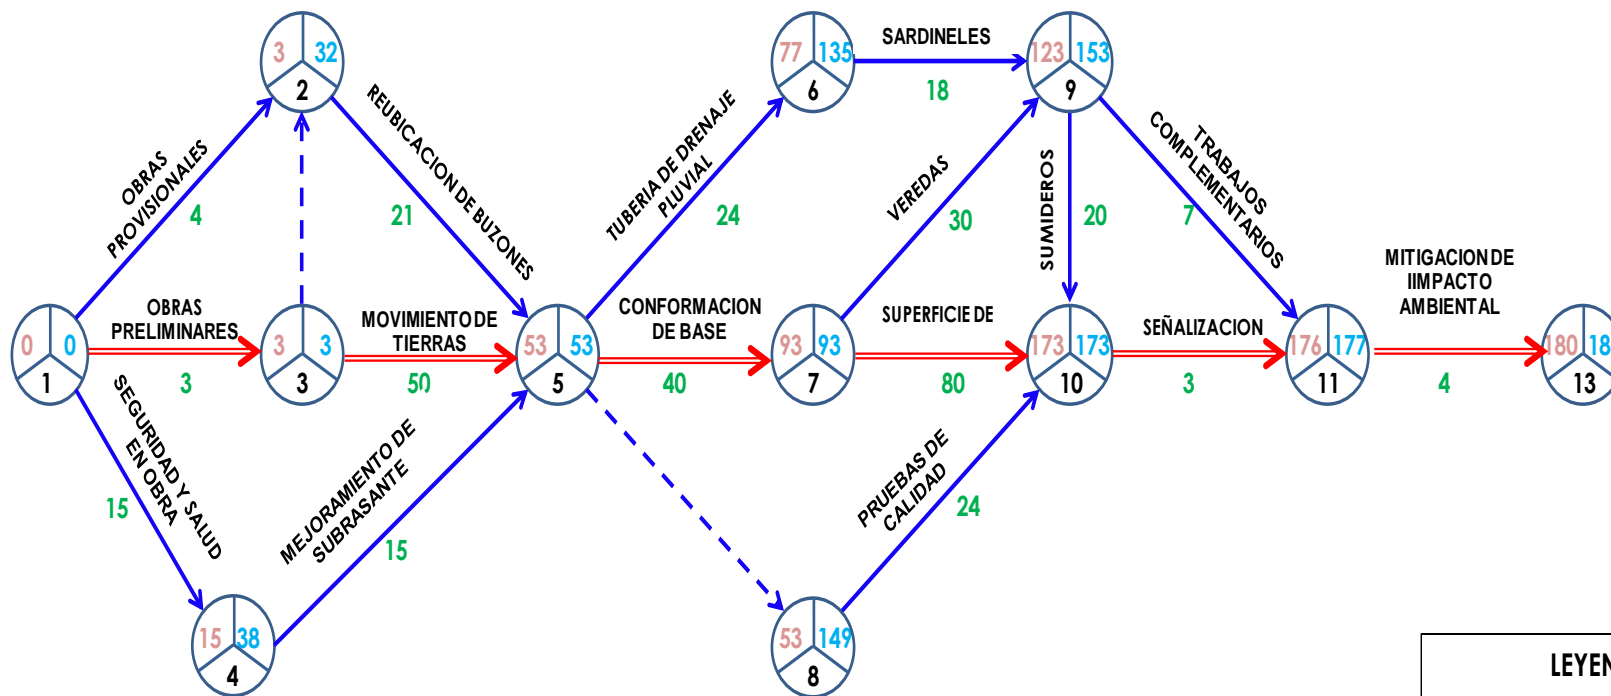 3 32
2
77 135
6
SARDINELES
18
123 153
9
OBRAS
PROVISIONALES
4
REUBICACION DE BUZONES
21
TUBERIA DE DRENAJE
PLUVIAL
24
VEREDAS
30
SUMIDEROS
20
TRABAJOS
COMPLEMENTARIOS
7
0 0
1
OBRAS
PRELIMINARES
3
3 3
3
MOVIMIENTO DE
TIERRAS
50
53 53
5
CONFORMACION
DE BASE
40
93 93
7
SUPERFICIE DE
80
173 173
10
SEÑALIZACION
3
176 177
11
MITIGACION DE
IIMPACTO
AMBIENTAL
4
180 18
13
SEGURIDAD Y SALUD
EN OBRA
15
15 38
4
MEJORAMIENTO DE
SUBRASANTE
15
53 149
8
PRUEBAS DE
CALIDAD
24
LEYEN